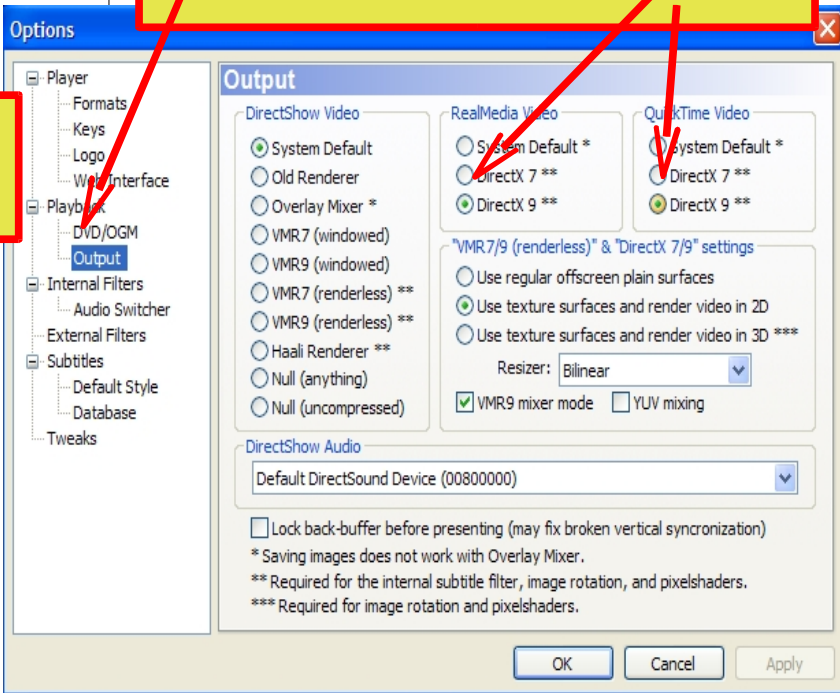 Options
Player
Formats
Keys
Logo
Web Interface
Playback
DVD/OGM
Output
Internal Filters
Audio Switcher
External Filters
Subtitles
Default Style
Database
Tweaks
Output
DirectShow Video
System Default
Old Renderer
Overlay Mixer *
VMR7 (windowed)
VMR9 (windowed)
VMR7 (renderless) **
VMR9 (renderless) **
Haali Renderer **
Null (anything)
Null (uncompressed)
RealMedia Video
System Default *
DirectX 7 **
DirectX 9 **
QuickTime Video
System Default *
DirectX 7 **
DirectX 9 **
"VMR7/9 (renderless)" & "DirectX 7/9" settings
Use regular offscreen plain surfaces
Use texture surfaces and render video in 2D
Use texture surfaces and render video in 3D ***
Resizer: Bilinear
VMR9 mixer mode YUV mixing
DirectShow Audio
Default DirectSound Device (00800000)
Lock back-buffer before presenting (may fix broken vertical syncronization)
* Saving images does not work with Overlay Mixer.
** Required for the internal subtitle filter, image rotation, and pixelshaders.
*** Required for image rotation and pixelshaders.
OK Cancel Apply